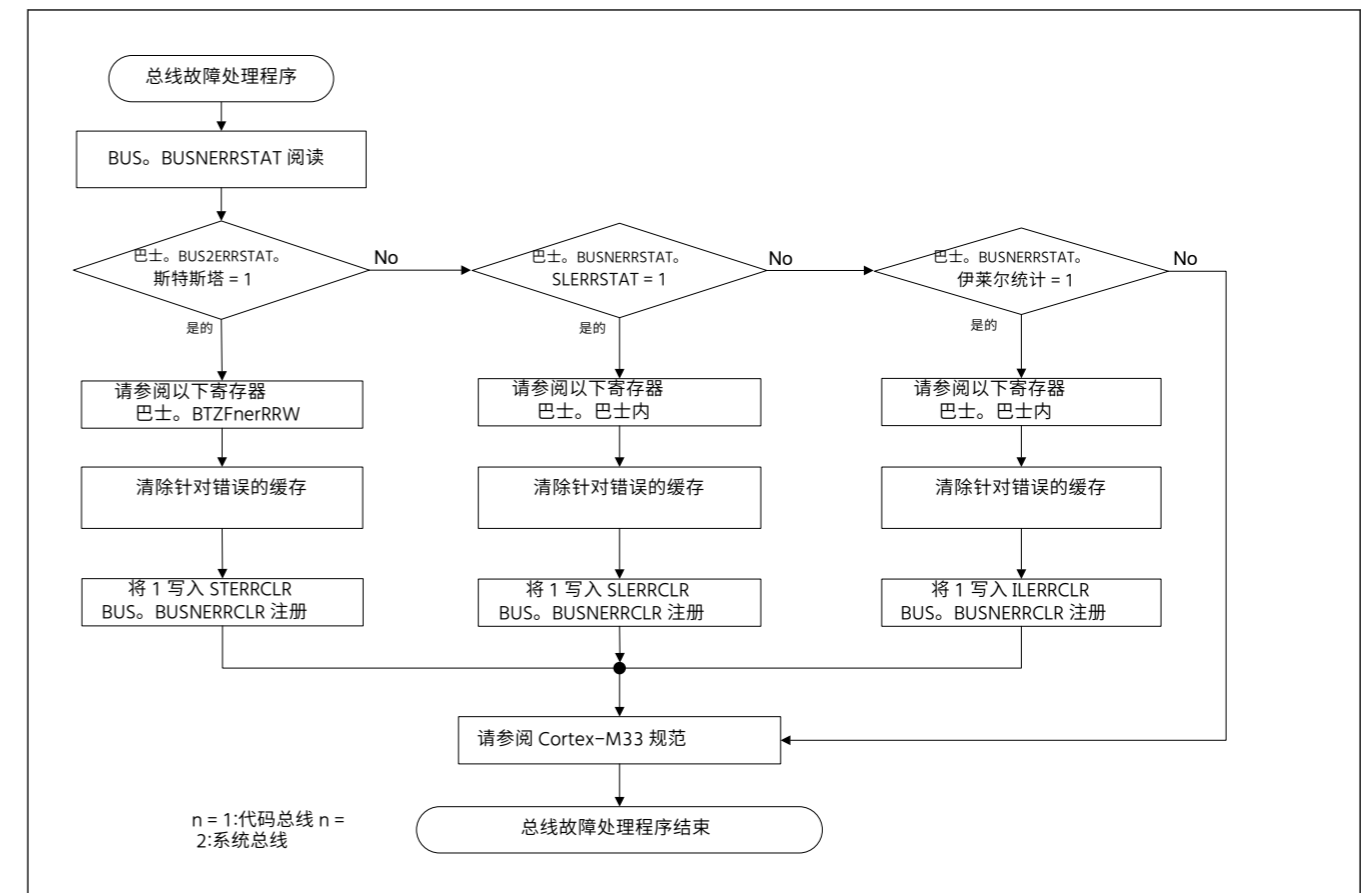 总线故障处理程序
BUS。BUSNERRSTAT 阅读
巴士。BUS2ERRSTAT。
斯特斯塔 = 1
No
巴士。BUSNERRSTAT。
SLERRSTAT = 1
No
巴士。BUSNERRSTAT。
伊莱尔统计 = 1
No
是的
是的
是的
请参阅以下寄存器
巴士。BTZFnerRRW
请参阅以下寄存器
巴士。巴士内
请参阅以下寄存器
巴士。巴士内
清除针对错误的缓存
清除针对错误的缓存
清除针对错误的缓存
将 1 写入 STERRCLR
BUS。BUSNERRCLR 注册
将 1 写入 SLERRCLR
BUS。BUSNERRCLR 注册
将 1 写入 ILERRCLR
BUS。BUSNERRCLR 注册
请参阅 Cortex-M33 规范
n = 1:代码总线 n =
2:系统总线
总线故障处理程序结束